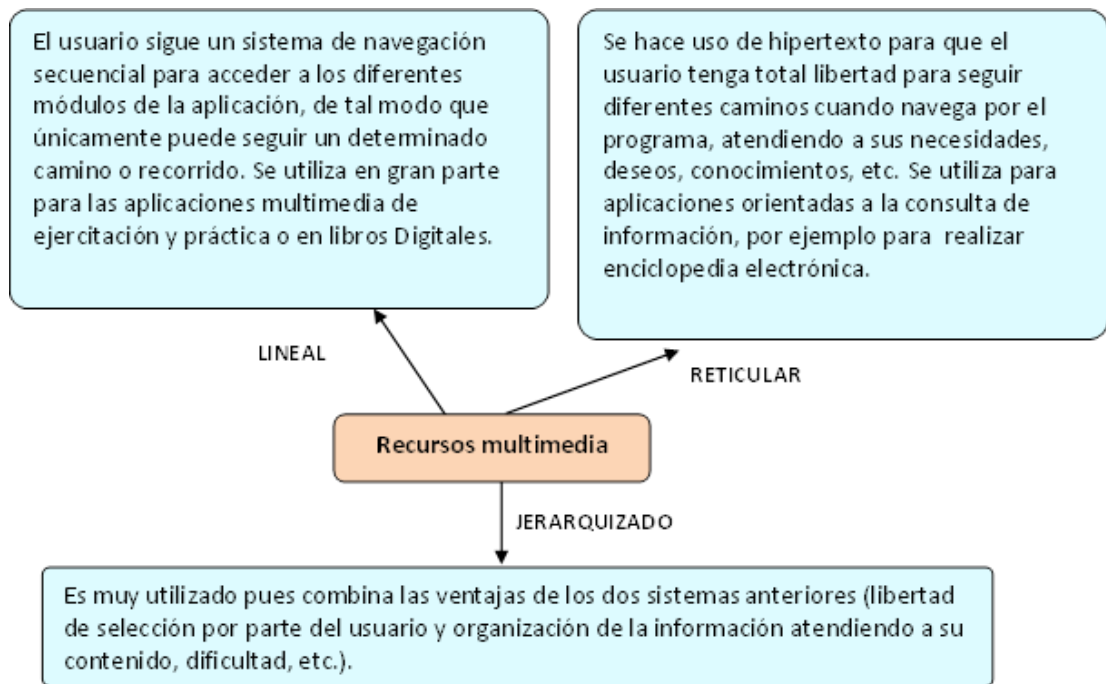 El usuario sigue un sistema de navegación
secuencial para acceder a los diferentes
módulos de la aplicación, de tal modo que
únicamente puede seguir un determinado
camino o recorrido. Se utiliza en gran parte
para las aplicaciones multimedia de
ejercitación y práctica o en libros Digitales.
Se hace uso de hipertexto para que el
usuario tenga total libertad para seguir
diferentes caminos cuando navega por el
programa, atendiendo a sus necesidades,
deseos, conocimientos, etc. Se utiliza para
aplicaciones orientadas a la consulta de
información, por ejemplo para realizar
enciclopedia electrónica.
LINEAL
RETICULAR
Recursos multimedia
JERARQUIZADO
Es muy utilizado pues combina las ventajas de los dos sistemas anteriores (libertad
de selección por parte del usuario y organización de la información atendiendo a su
contenido, dificultad, etc.).